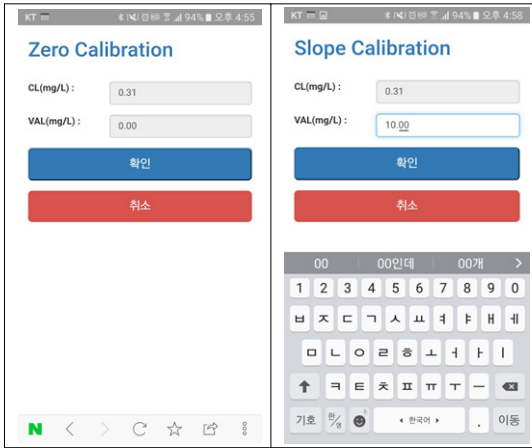 KT 94% 오후 4:55
Zero Calibration
CL(mg/L) : 0.31
VAL(mg/L) : 0.00
확인
취소
N
KT 94% 오후 4:58
Slope Calibration
CL(mg/L) : 0.31
VAL(mg/L) : 10.00
확인
취소
00 00인데 00개
1 2 3 4 5 6 7 8 9 0
ㅂ ㅈ ㄷ ㄱ ㅅ ㅛ ㅕ ㅑ ㅐ ㅔ
ㅁ ㄴ ㅇ ㄹ ㅎ ㅗ ㅓ ㅏ ㅣ
ㅋ ㅌ ㅊ ㅍ ㅠ ㅜ ㅡ
기호 한/영 한국어 . 이동